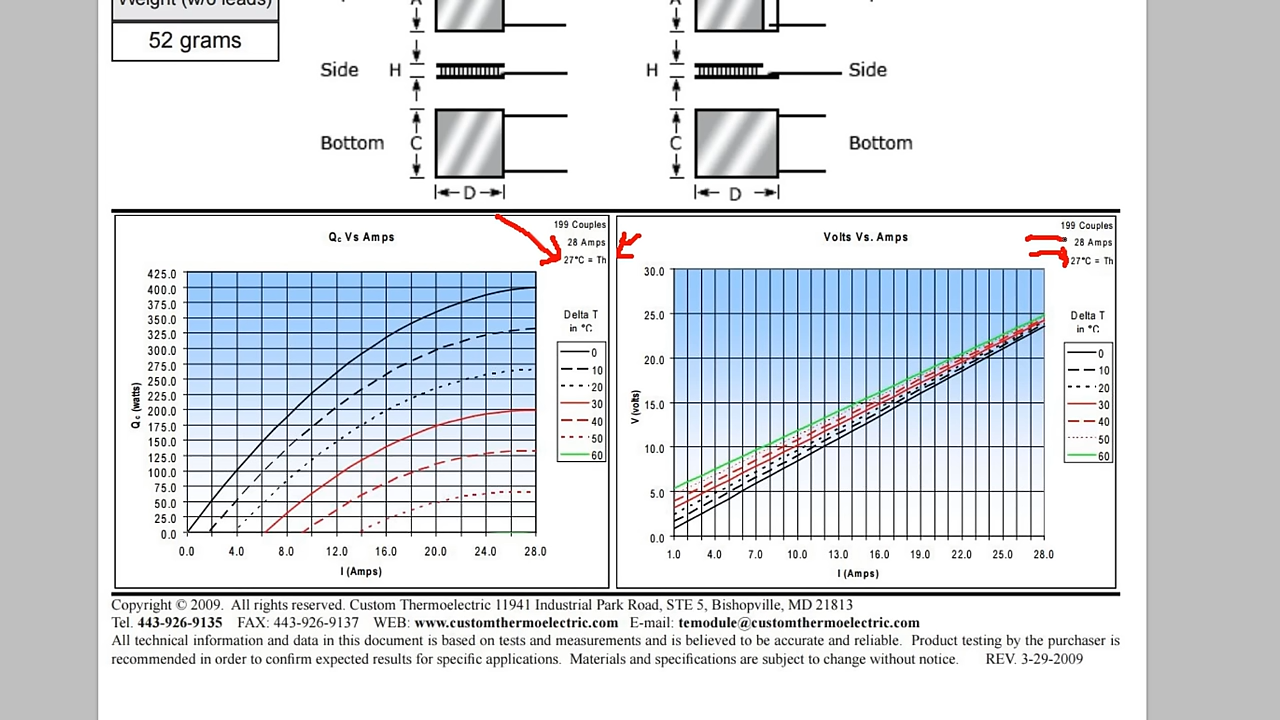 Weight (w/o leads)
52 grams
A
A
Side H
H Side
Bottom C
C Bottom
D
D
Qc Vs Amps
199 Couples
28 Amps
27°C = Th
425.0
400.0
375.0
350.0
325.0
300.0
275.0
250.0
225.0
200.0
175.0
150.0
125.0
100.0
75.0
50.0
25.0
0.0
Qc (watts)
0.0 4.0 8.0 12.0 16.0 20.0 24.0 28.0
I (Amps)
Delta T
in °C
0
10
20
30
40
50
60
Volts Vs. Amps
199 Couples
28 Amps
27°C = Th
30.0
25.0
20.0
15.0
10.0
5.0
0.0
V (volts)
1.0 4.0 7.0 10.0 13.0 16.0 19.0 22.0 25.0 28.0
I (Amps)
Delta T
in °C
0
10
20
30
40
50
60
Copyright © 2009. All rights reserved. Custom Thermoelectric 11941 Industrial Park Road, STE 5, Bishopville, MD 21813
Tel. 443-926-9135 FAX: 443-926-9137 WEB: www.customthermoelectric.com E-mail: temodule@customthermoelectric.com
All technical information and data in this document is based on tests and measurements and is believed to be accurate and reliable. Product testing by the purchaser is
recommended in order to confirm expected results for specific applications. Materials and specifications are subject to change without notice. REV. 3-29-2009